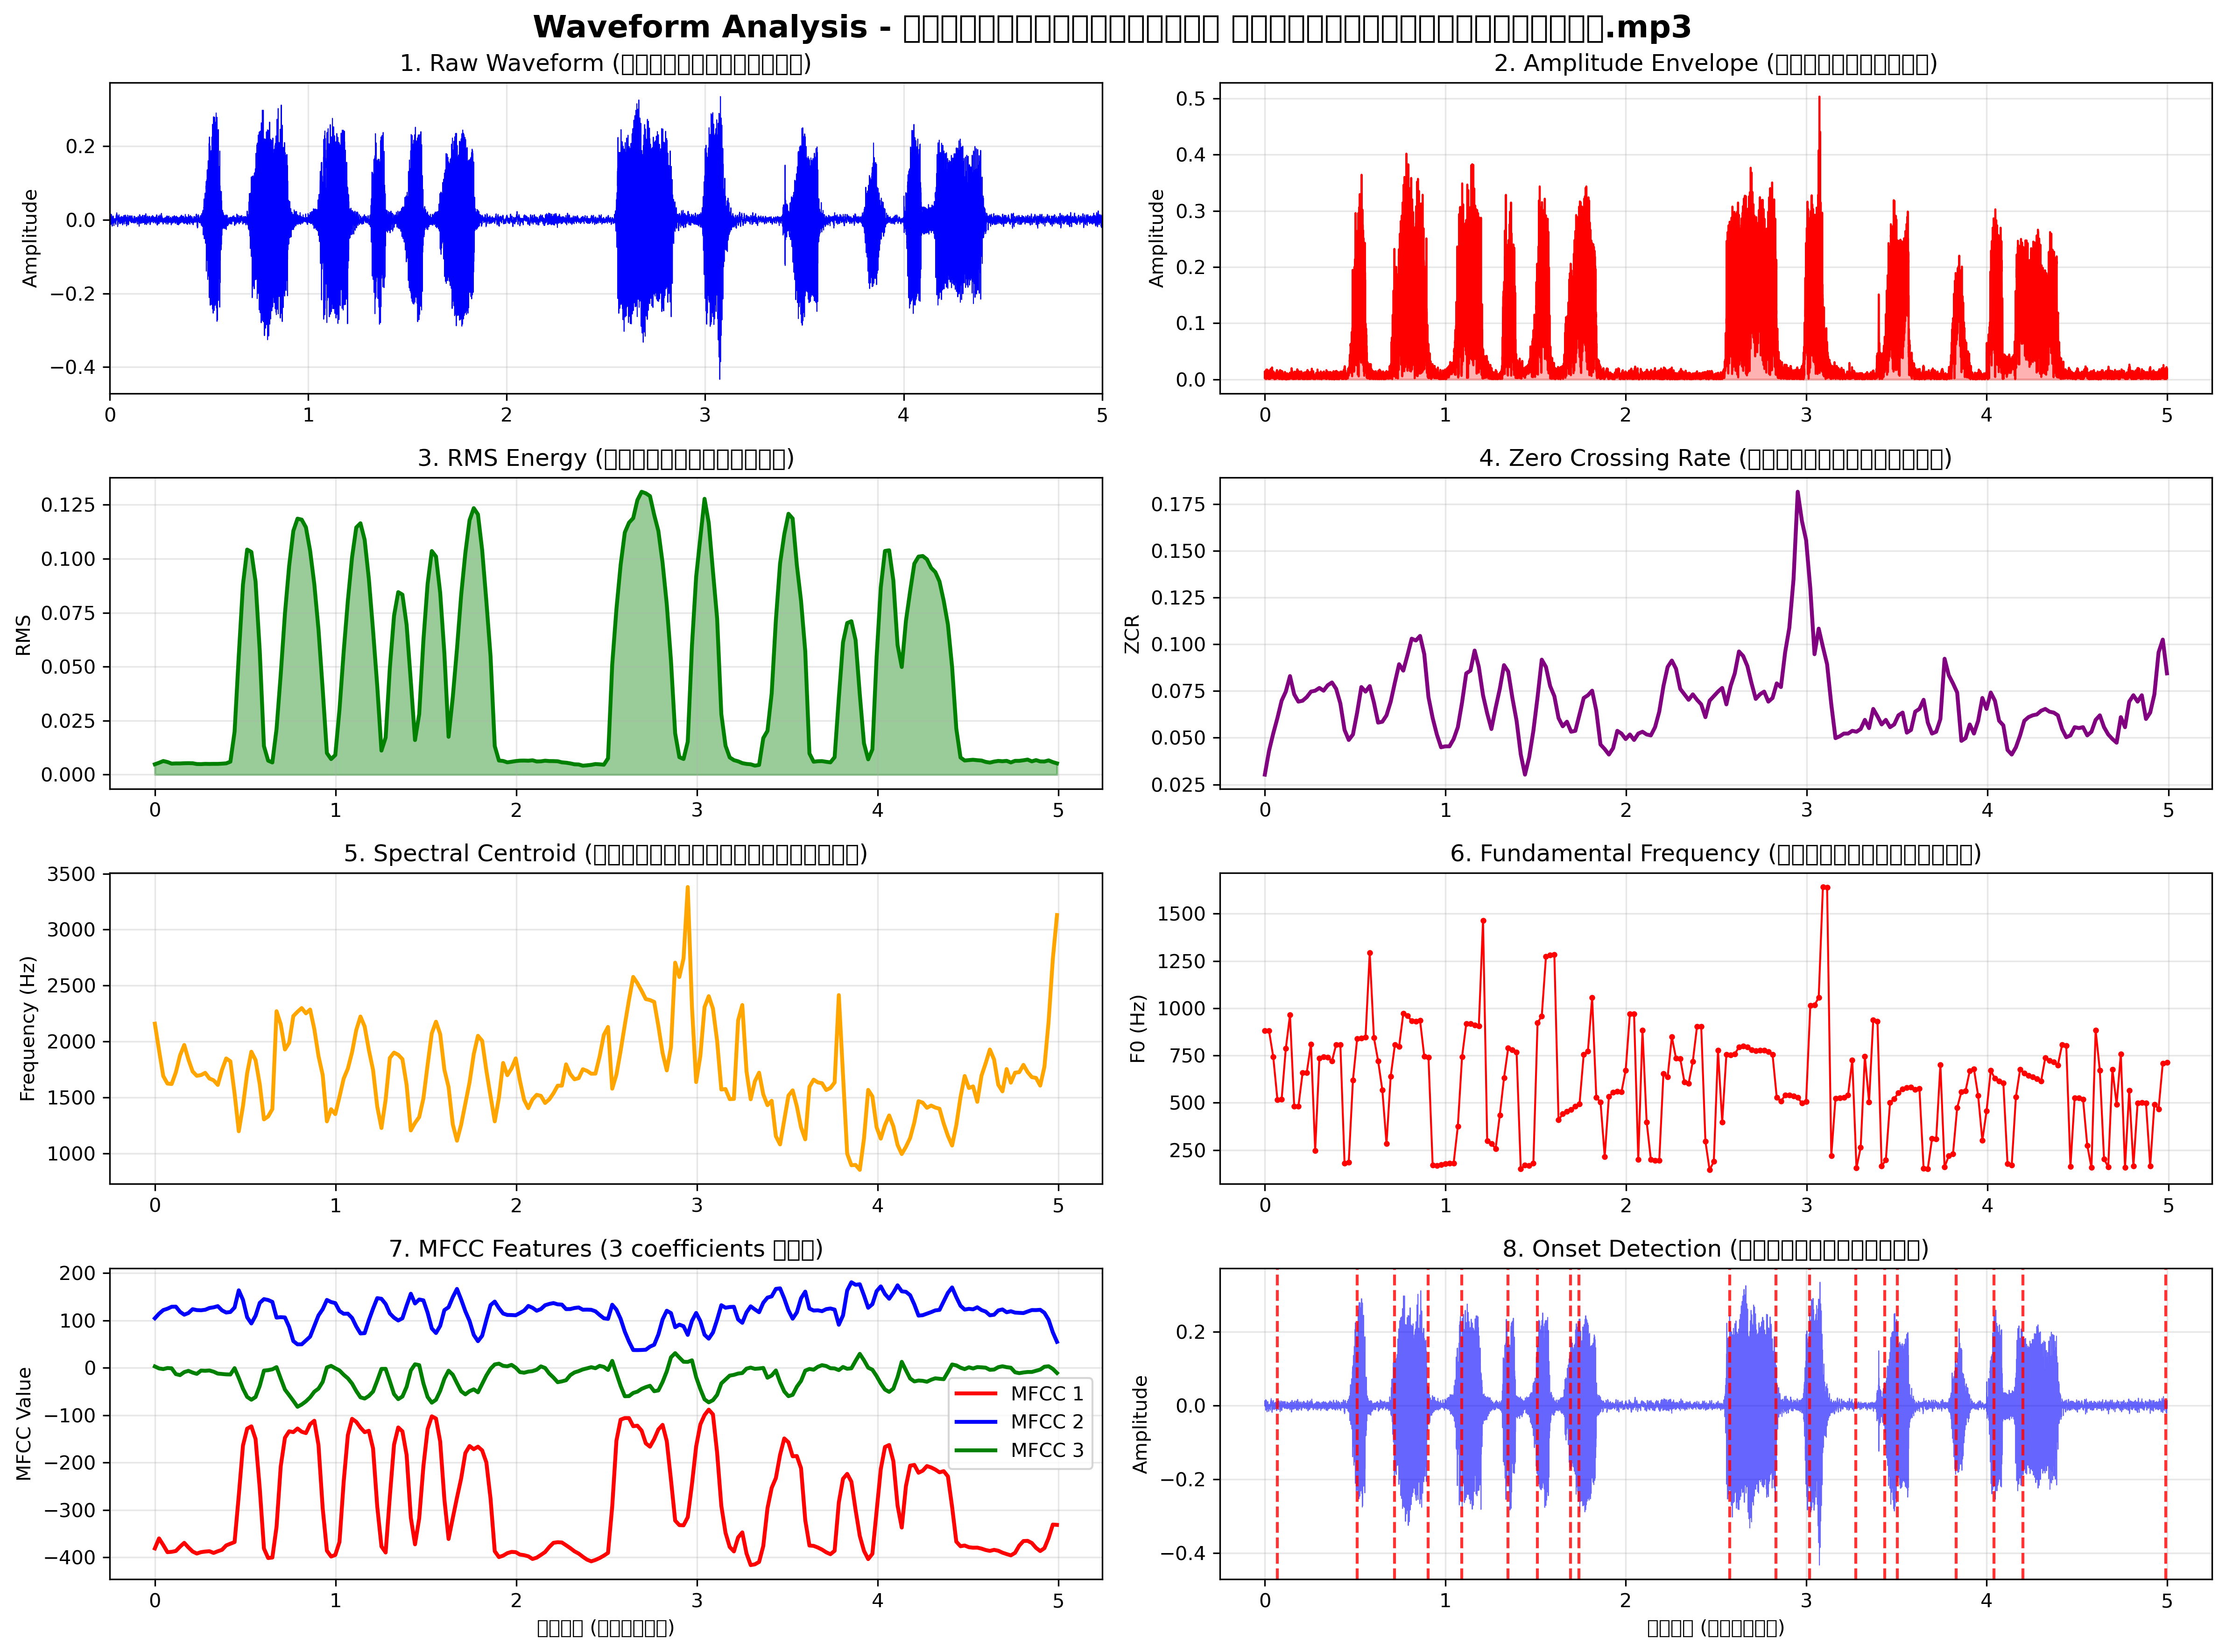 Waveform Analysis - .mp3
1. Raw Waveform ()
Amplitude
0.2
0.0
−0.2
−0.4
0 1 2 3 4 5
2. Amplitude Envelope ()
Amplitude
0.5
0.4
0.3
0.2
0.1
0.0
0 1 2 3 4 5
3. RMS Energy ()
RMS
0.125
0.100
0.075
0.050
0.025
0.000
0 1 2 3 4 5
4. Zero Crossing Rate ()
ZCR
0.175
0.150
0.125
0.100
0.075
0.050
0.025
0 1 2 3 4 5
5. Spectral Centroid ()
Frequency (Hz)
3500
3000
2500
2000
1500
1000
0 1 2 3 4 5
6. Fundamental Frequency ()
F0 (Hz)
1500
1250
1000
750
500
250
0 1 2 3 4 5
7. MFCC Features (3 coefficients )
MFCC Value
200
100
0
−100
−200
−300
−400
MFCC 1
MFCC 2
MFCC 3
0 1 2 3 4 5
8. Onset Detection ()
Amplitude
0.2
0.0
−0.2
−0.4
0 1 2 3 4 5